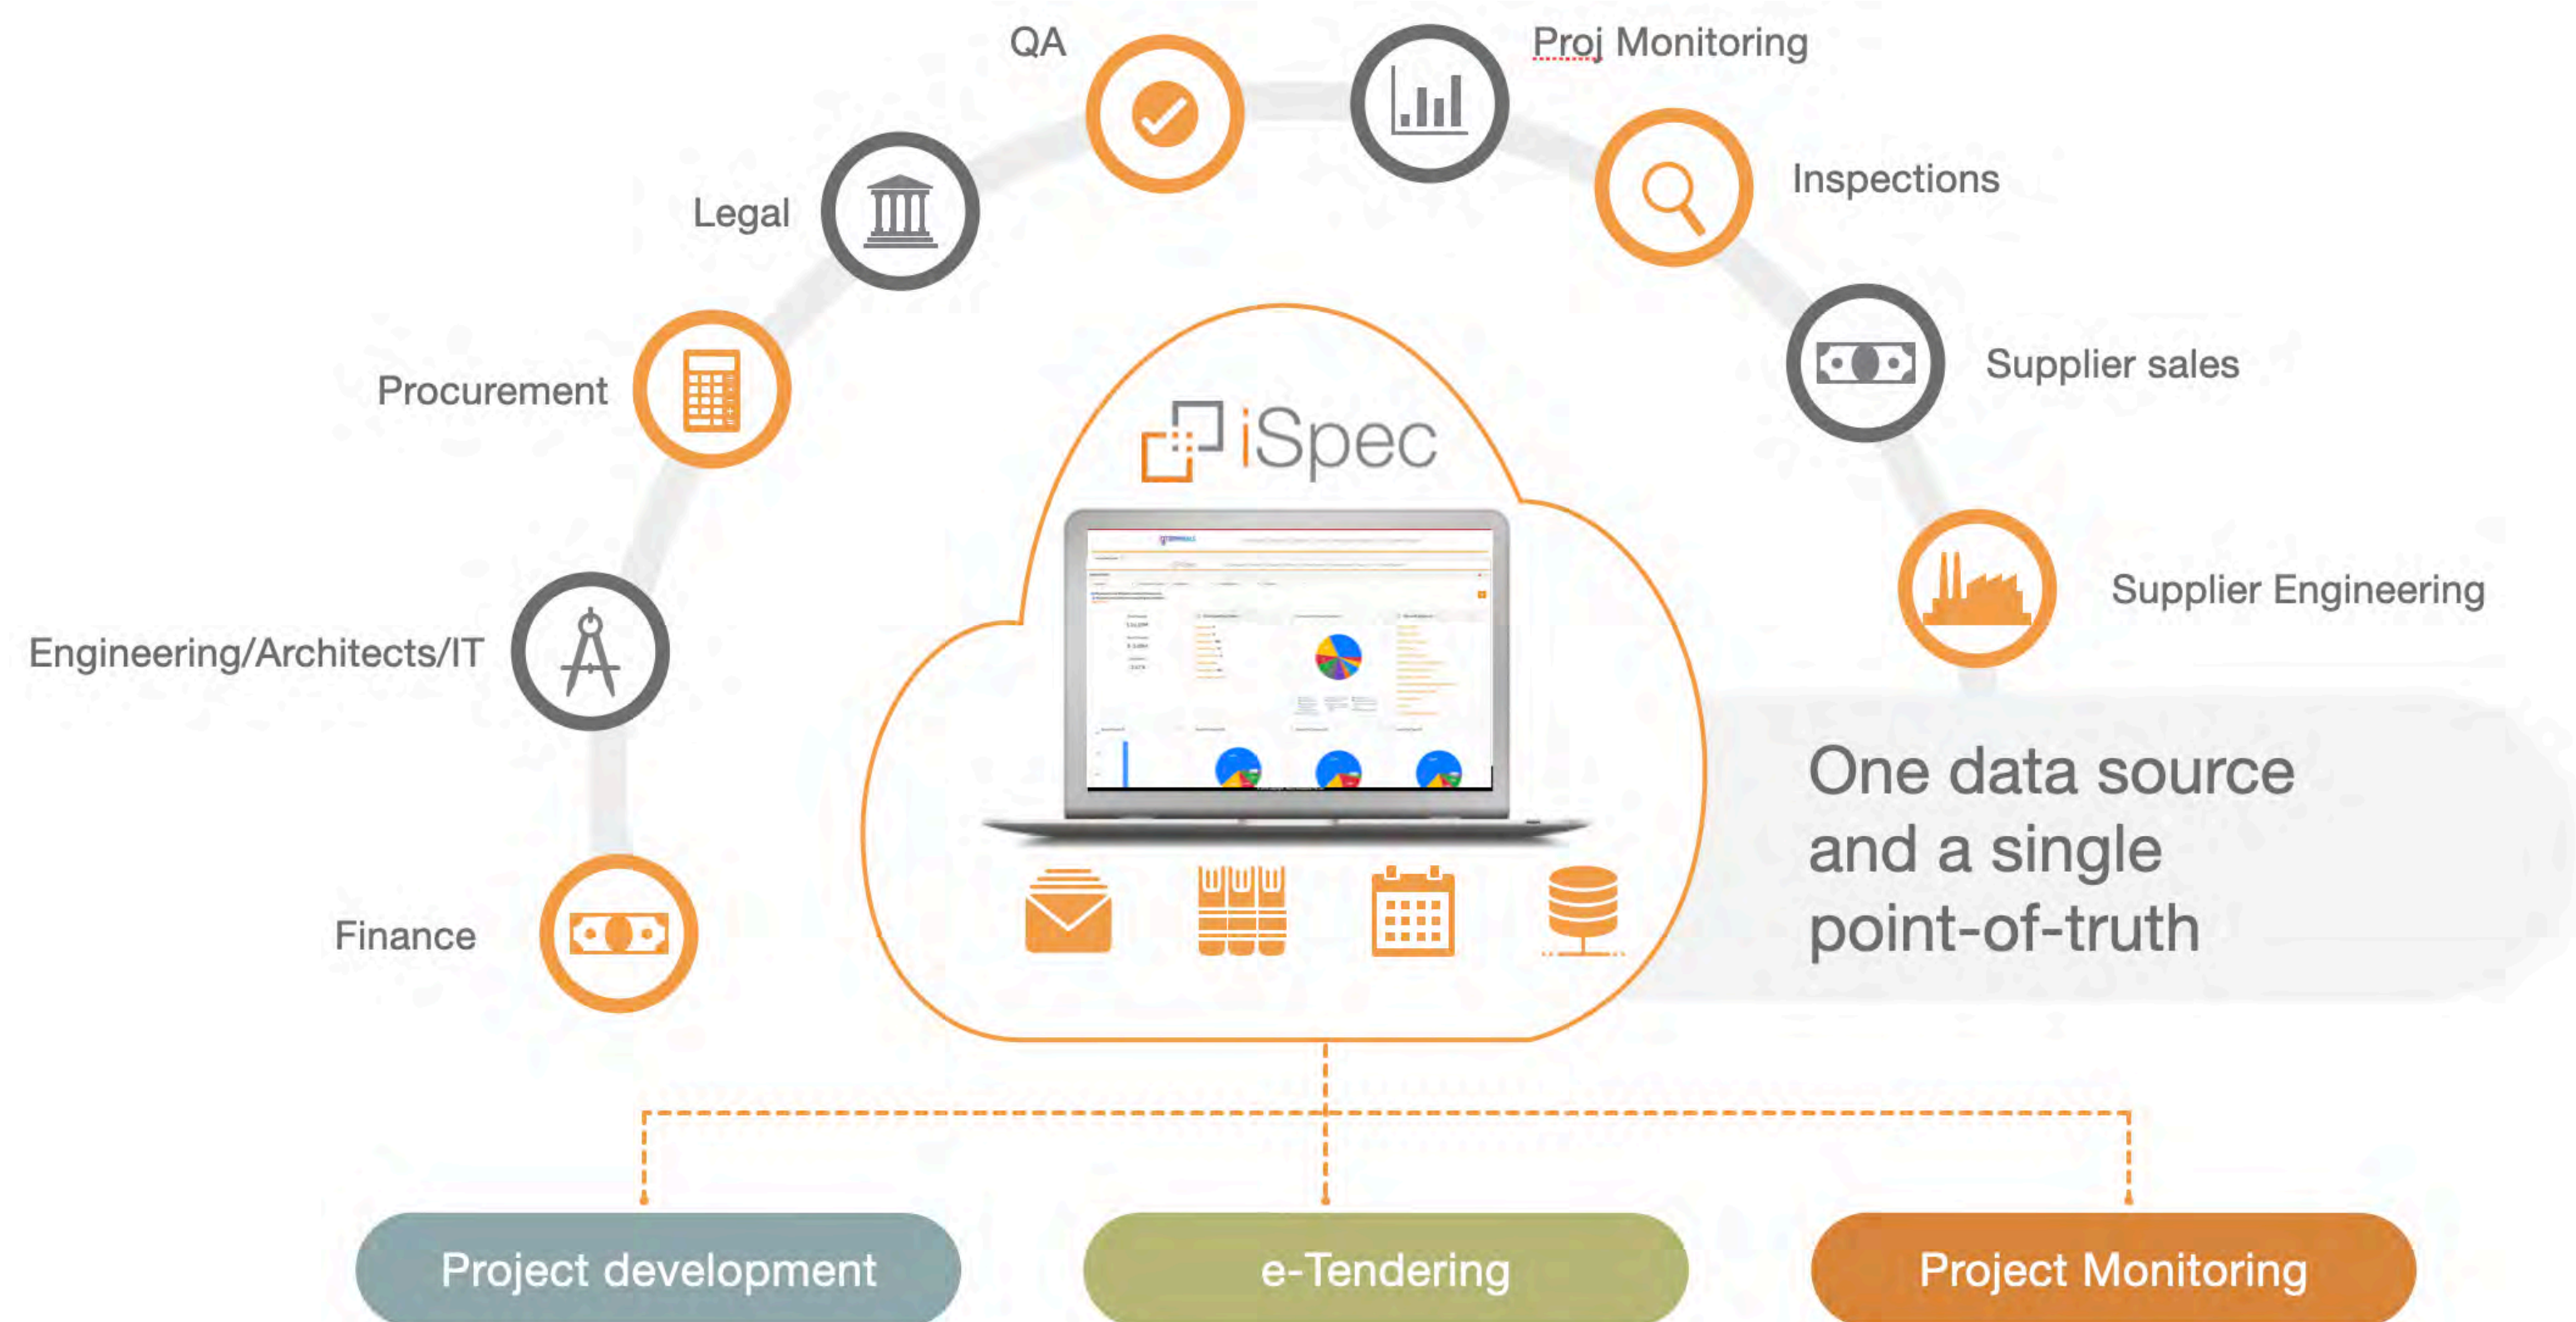 QA
Proj Monitoring
Legal
Inspections
Procurement
Supplier sales
iSpec
Engineering/Architects/IT
Supplier Engineering
Finance
One data source
and a single
point-of-truth
Project development
e-Tendering
Project Monitoring